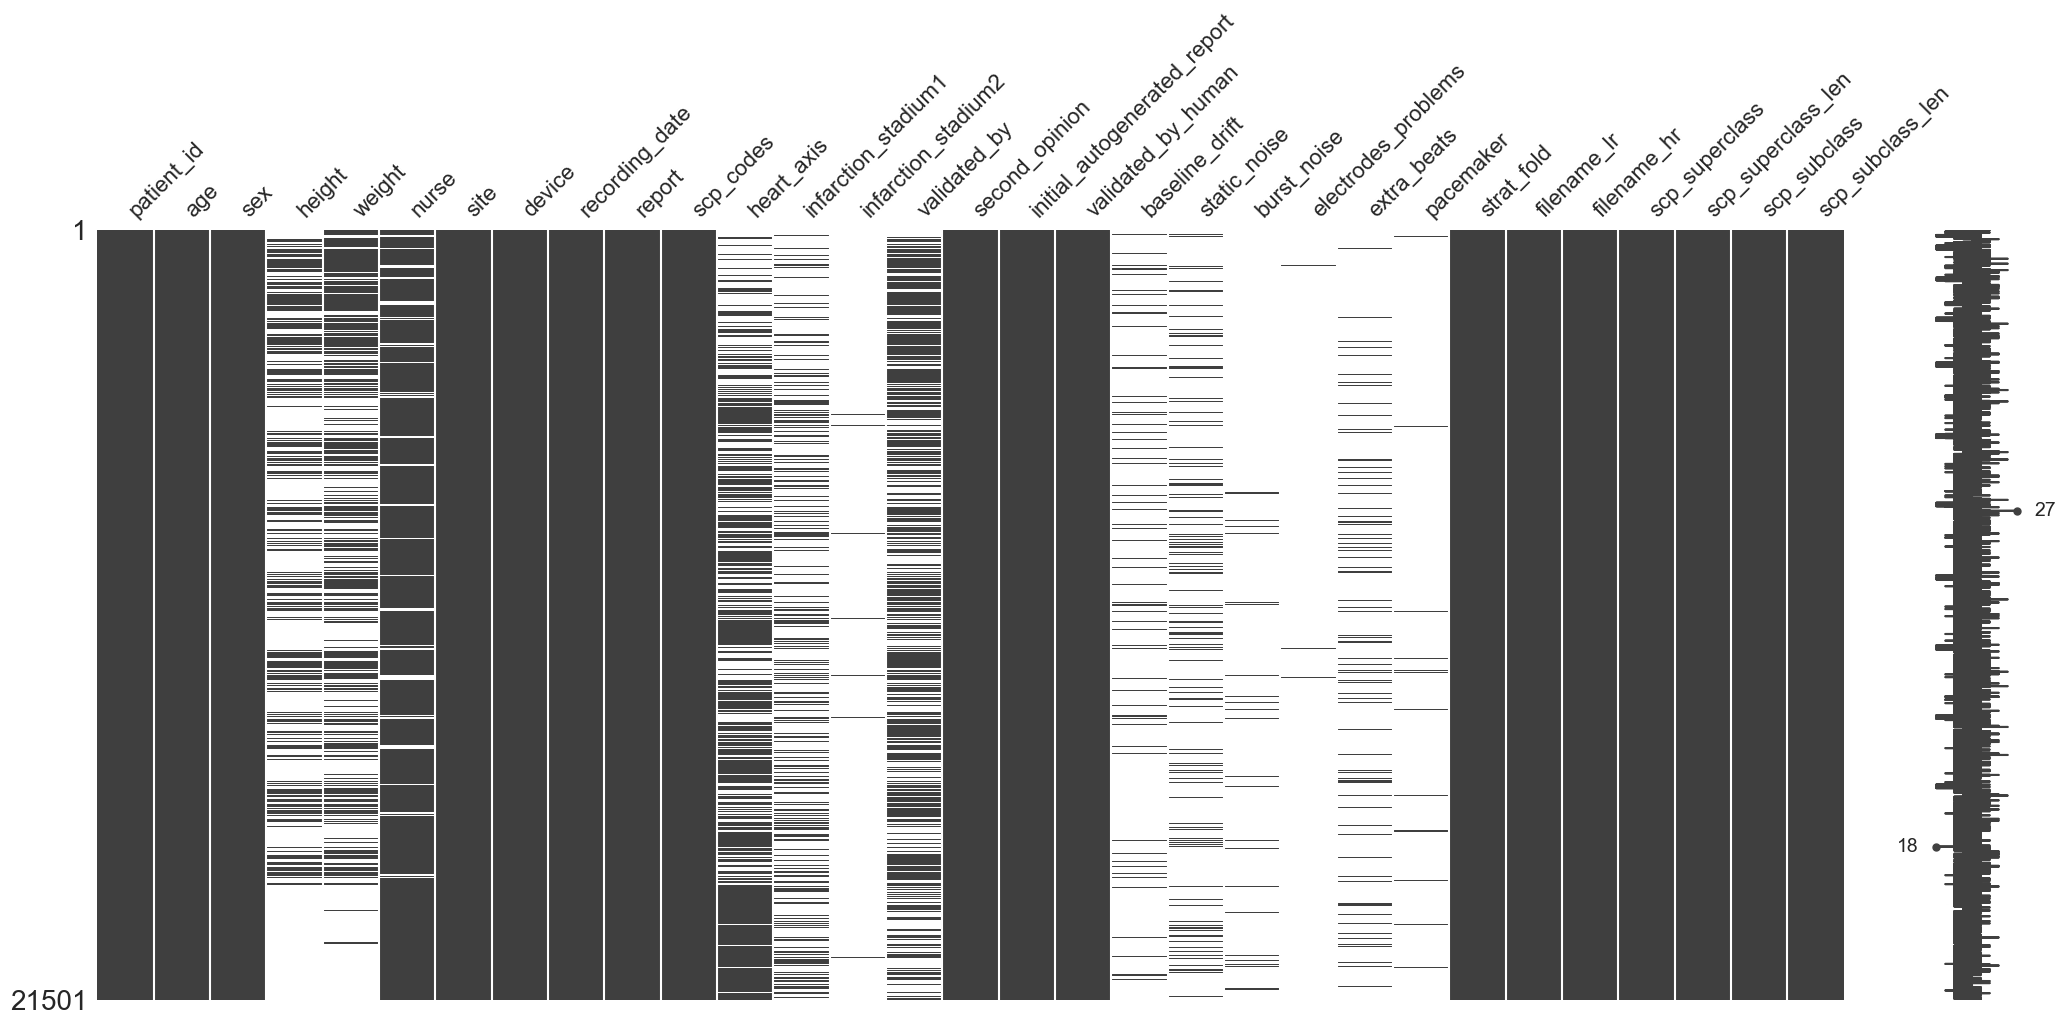 patient_id
age
sex
height
weight
nurse
site
device
recording_date
report
scp_codes
heart_axis
infarction_stadium1
infarction_stadium2
validated_by
second_opinion
initial_autogenerated_report
validated_by_human
baseline_drift
static_noise
burst_noise
electrodes_problems
extra_beats
pacemaker
strat_fold
filename_lr
filename_hr
scp_superclass
scp_superclass_len
scp_subclass
scp_subclass_len
1
27
18
21501